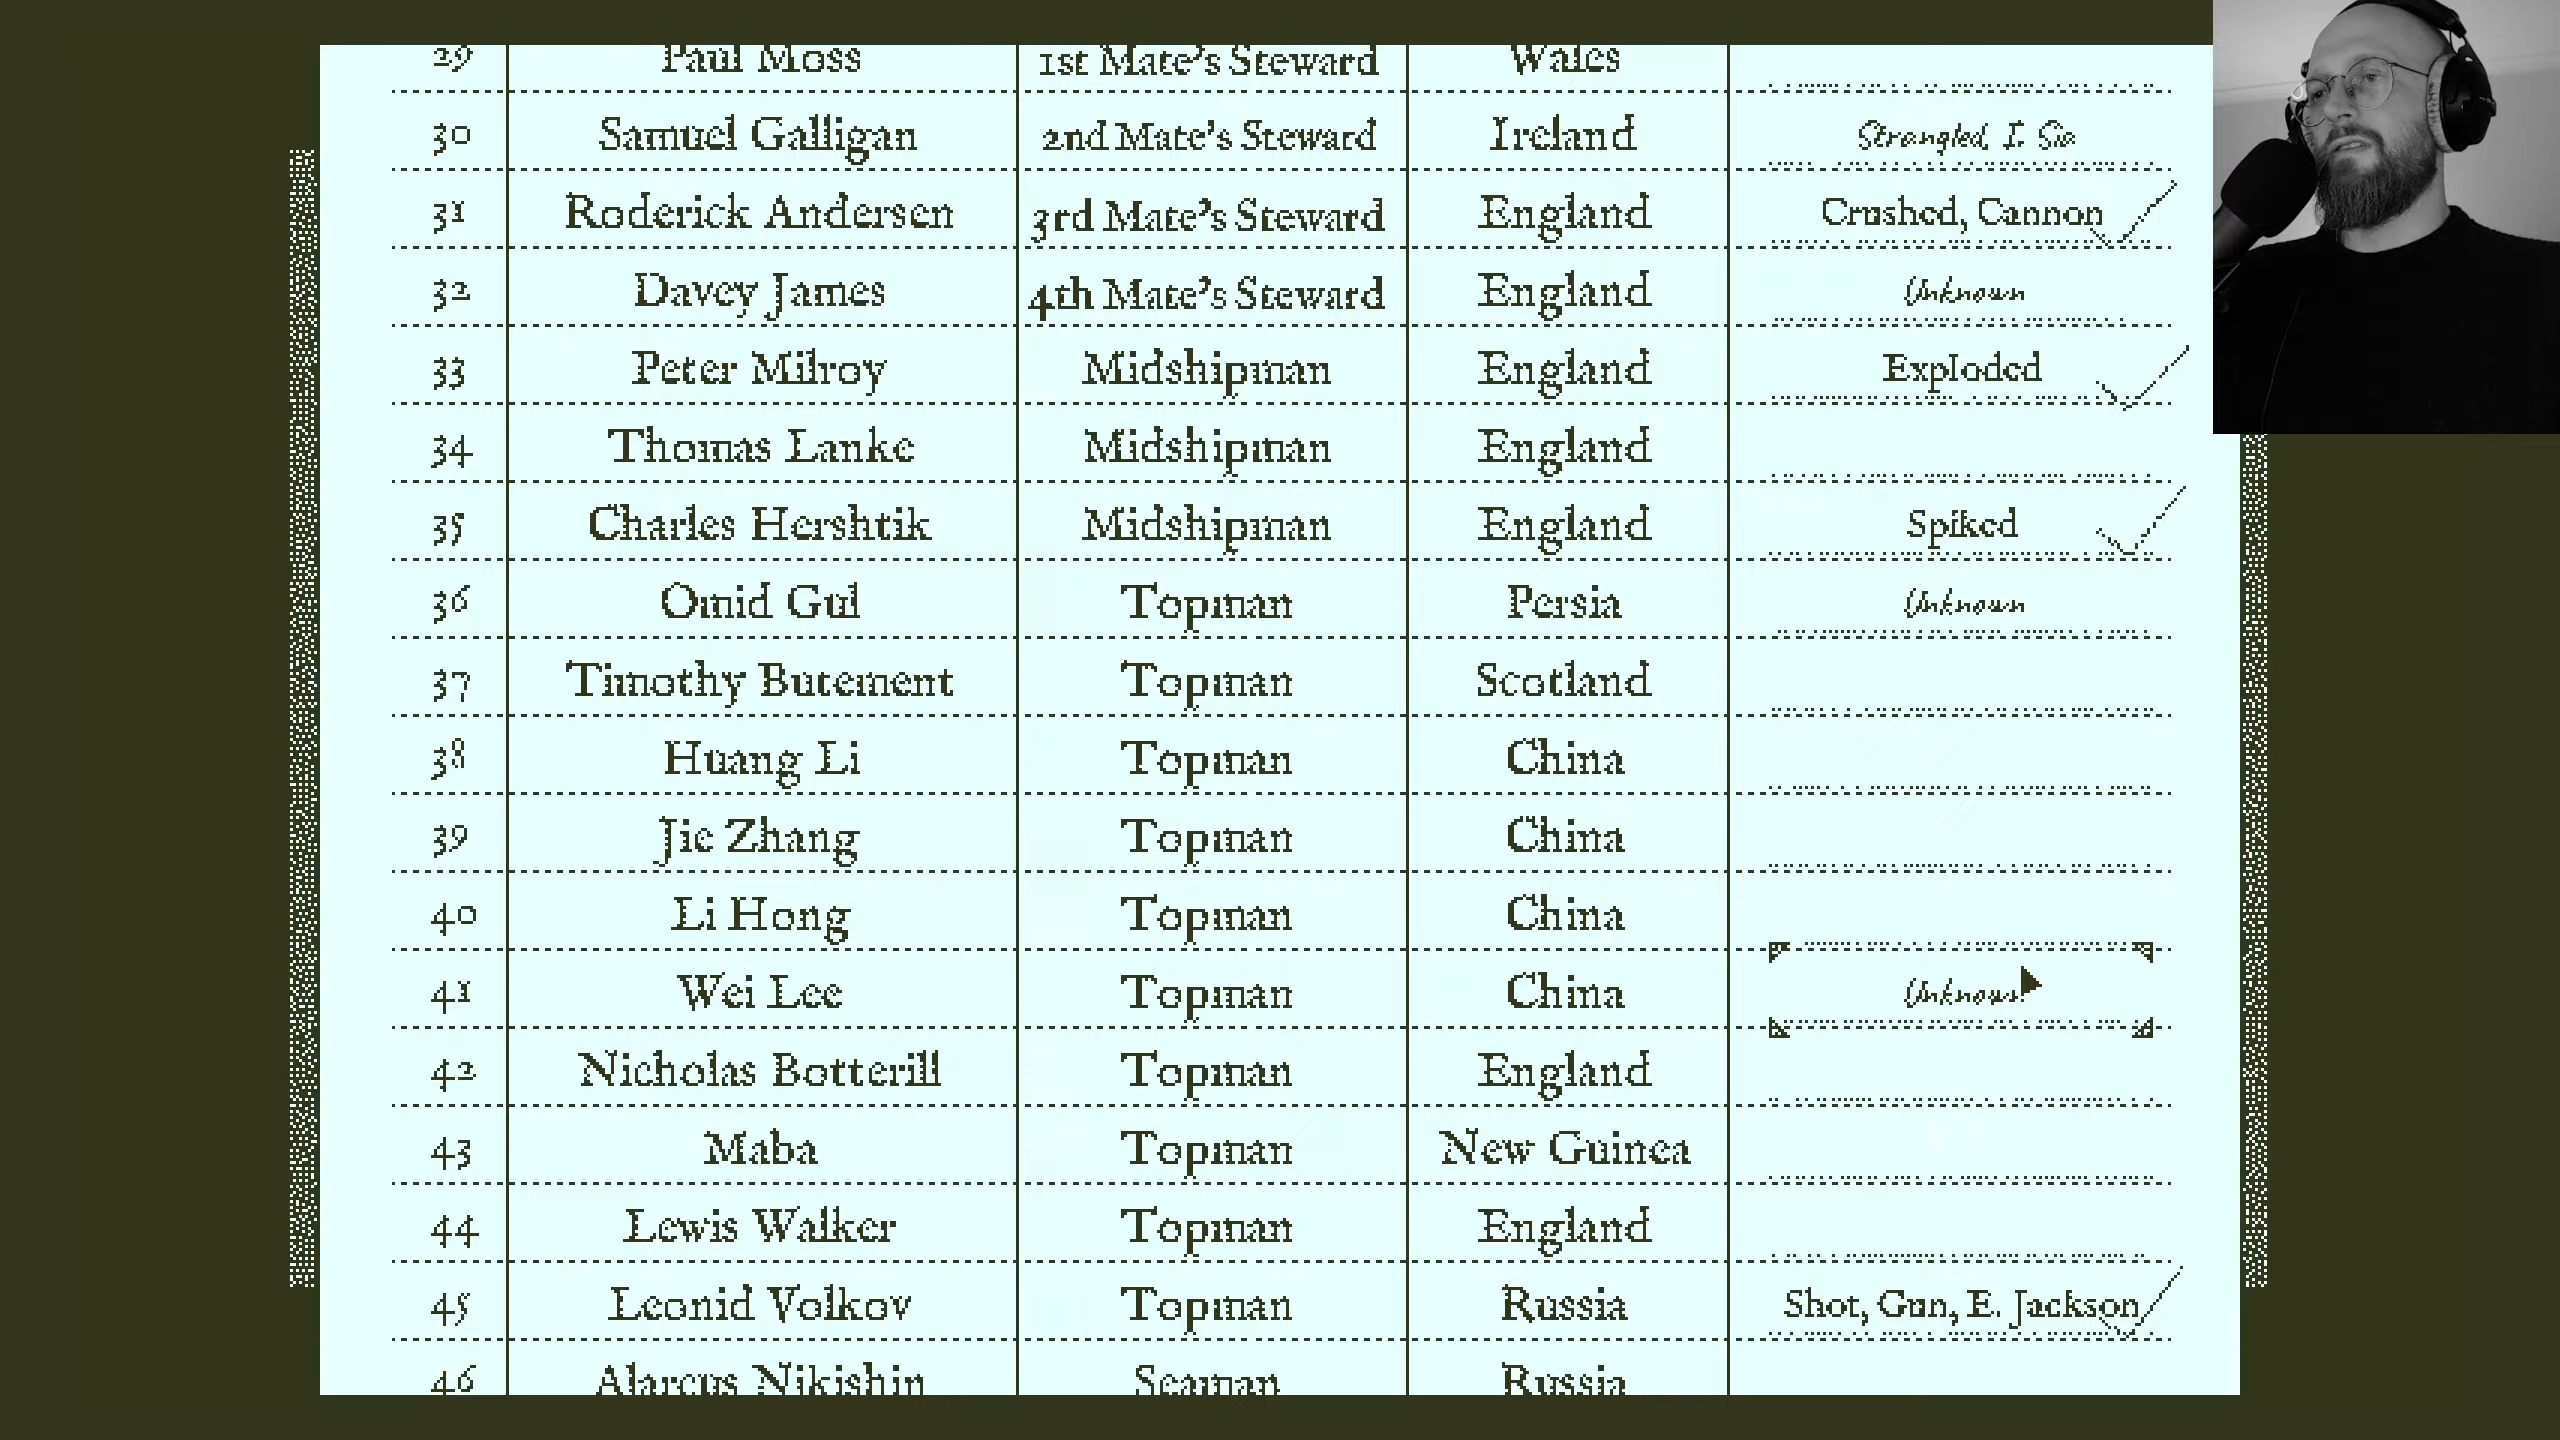 29 Paul Moss 1st Mate's Steward Wales
30 Samuel Galligan 2nd Mate's Steward Ireland Strangled, I. Sia
31 Roderick Andersen 3rd Mate's Steward England Crushed, Cannon
32 Davey James 4th Mate's Steward England Unknown
33 Peter Milroy Midshipman England Exploded
34 Thomas Lanke Midshipman England
35 Charles Hershtik Midshipman England Spiked
36 Omid Gul Topman Persia Unknown
37 Timothy Butement Topman Scotland
38 Huang Li Topman China
39 Jie Zhang Topman China
40 Li Hong Topman China
41 Wei Lee Topman China Unknown
42 Nicholas Botterill Topman England
43 Maba Topman New Guinea
44 Lewis Walker Topman England
45 Leonid Volkov Topman Russia Shot, Gun, E. Jackson
46 Alarcus Nikishin Seaman Russia